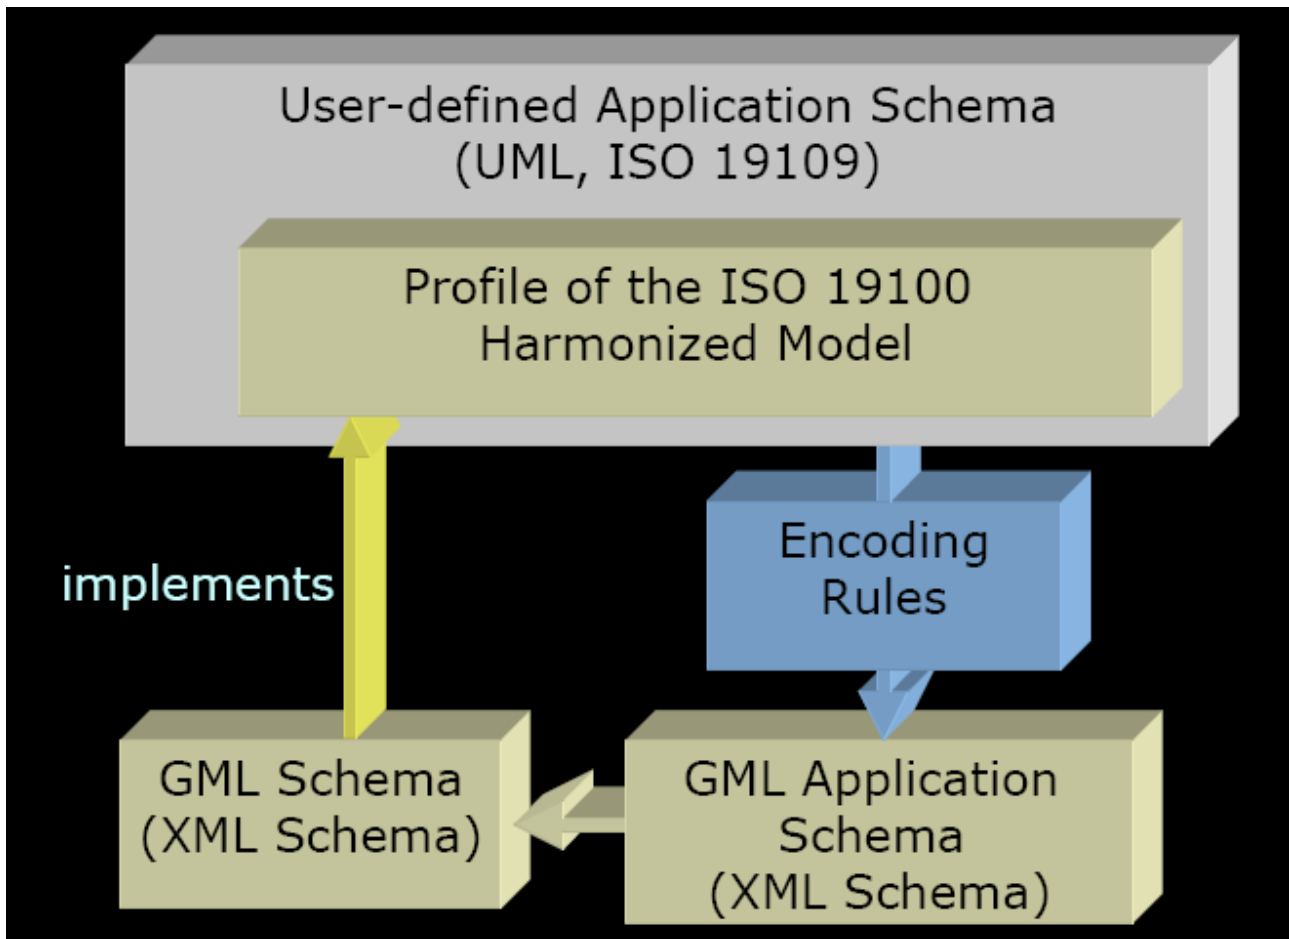 User-defined Application Schema
(UML, ISO 19109)
Profile of the ISO 19100
Harmonized Model
implements
Encoding
Rules
GML Schema
(XML Schema)
GML Application
Schema
(XML Schema)